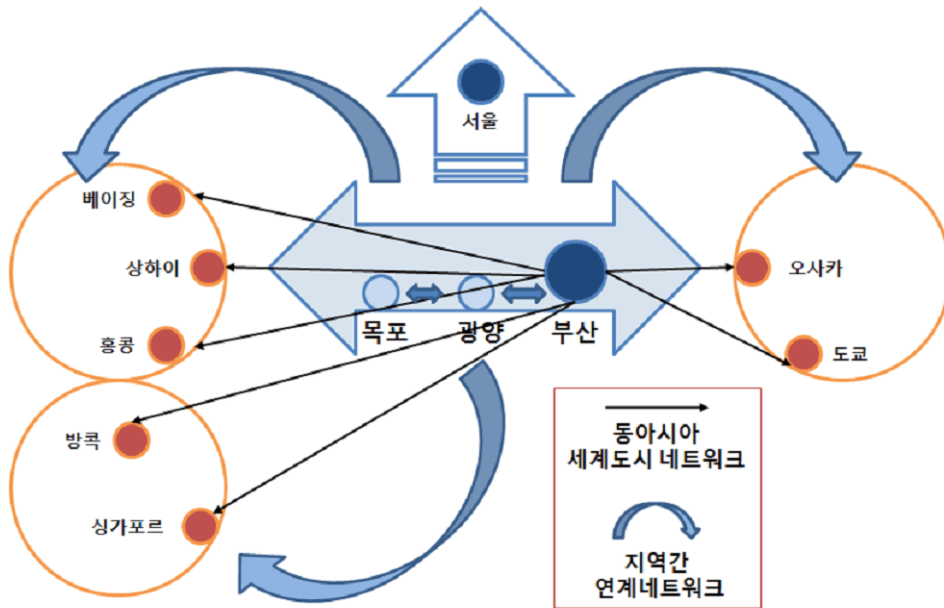 서울
베이징
상하이
홍콩
목포
광양
부산
오사카
도쿄
방콕
싱가포르
동아시아
세계도시 네트워크
지역간
연계네트워크